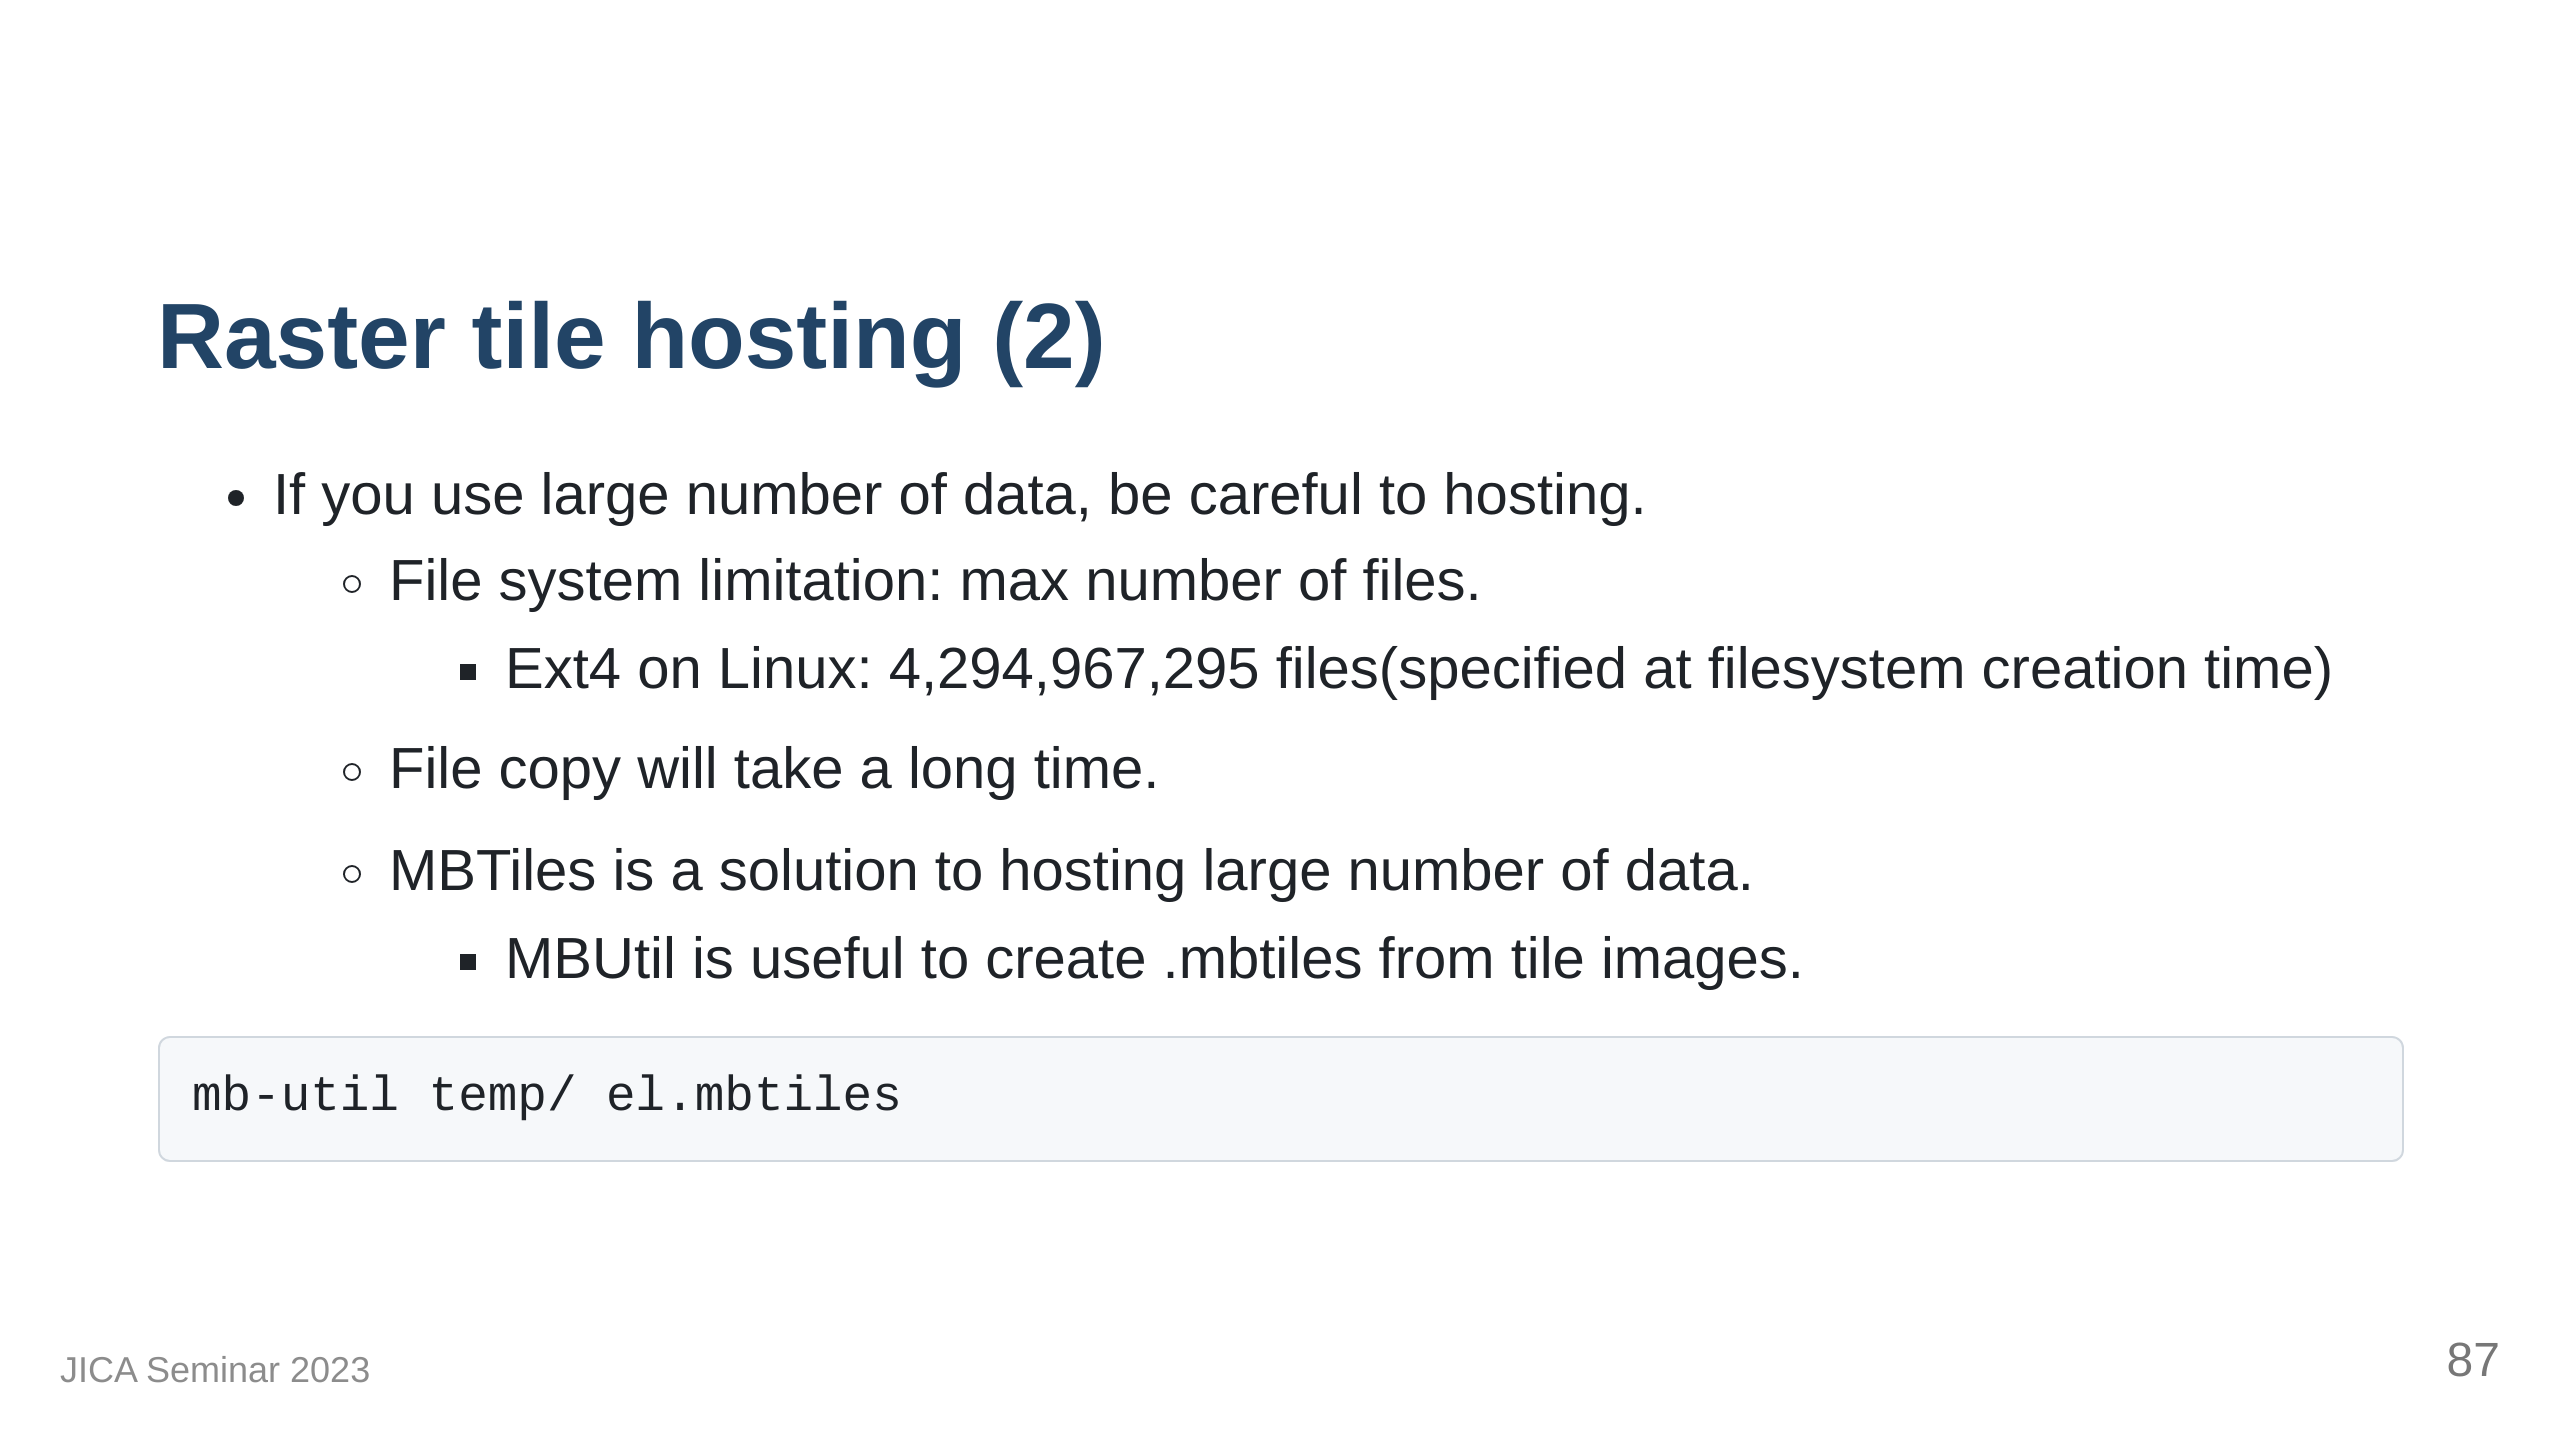 Raster tile hosting (2)
If you use large number of data, be careful to hosting.
File system limitation: max number of files.
Ext4 on Linux: 4,294,967,295 files(specified at filesystem creation time)
File copy will take a long time.
MBTiles is a solution to hosting large number of data.
MBUtil is useful to create .mbtiles from tile images.
mb-util temp/ el.mbtiles
JICA Seminar 2023
87